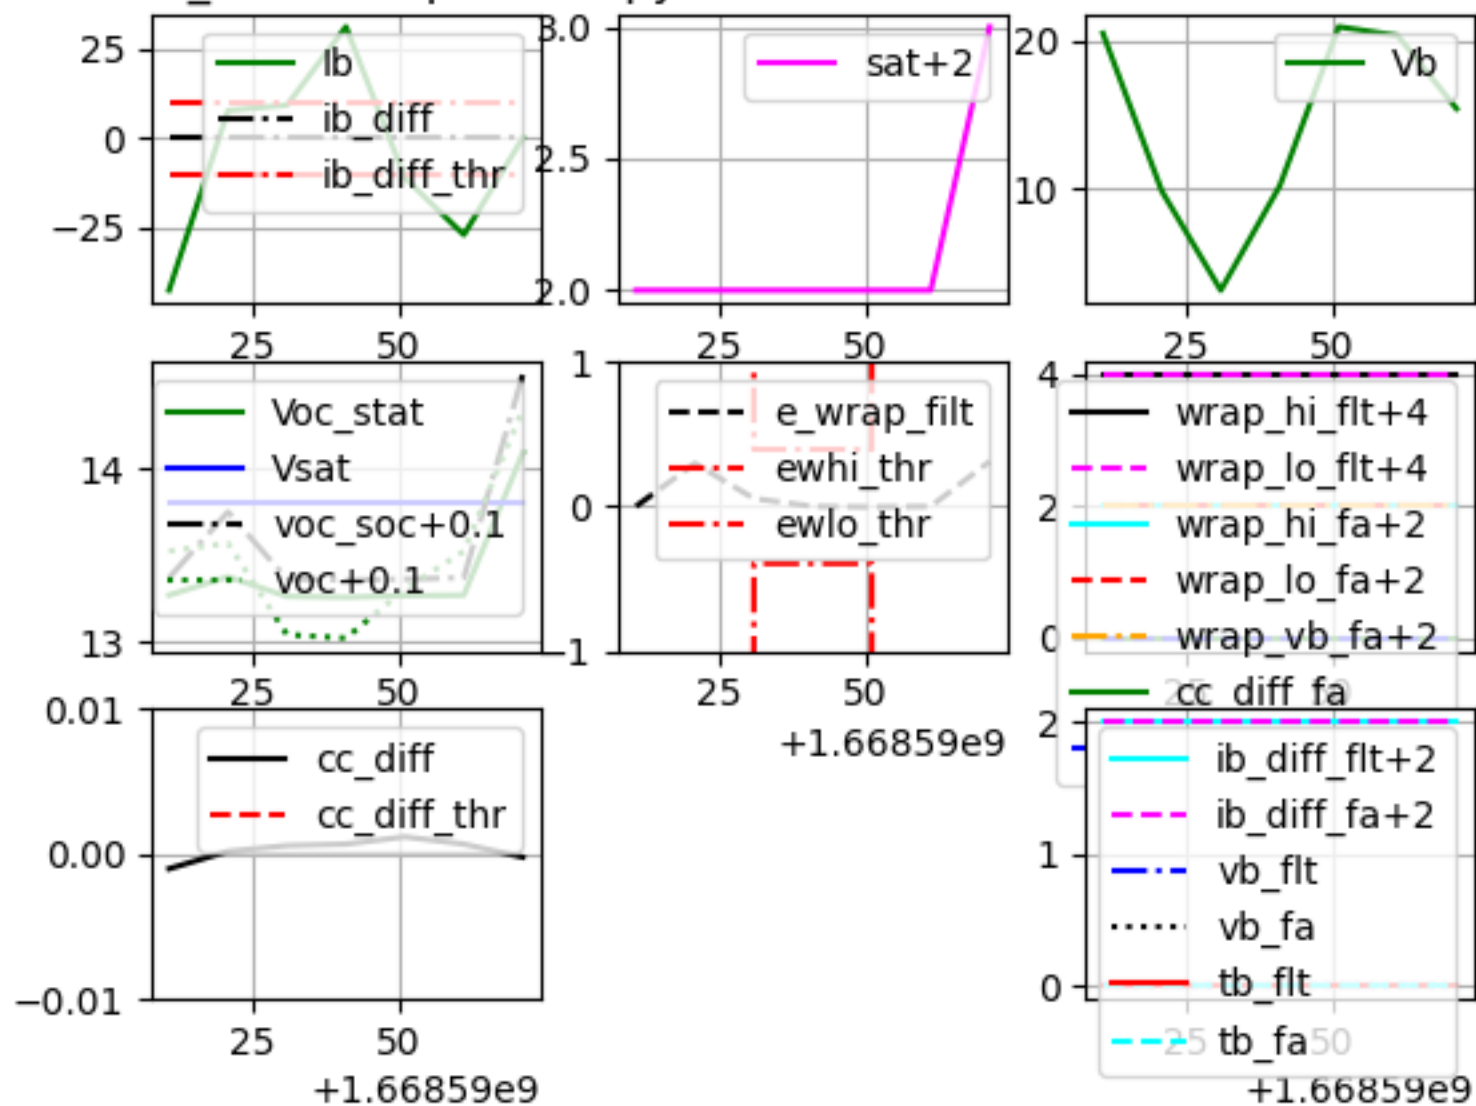 25
0
−25
Ib
ib_diff
ib_diff_thr
25 50
3.0
2.5
2.0
sat+2
25 50
20
10
Vb
25 50
14
13
Voc_stat
Vsat
voc_soc+0.1
voc+0.1
25 50
1
0
−1
e_wrap_filt
ewhi_thr
ewlo_thr
25 50
+1.66859e9
4
2
0
wrap_hi_flt+4
wrap_lo_flt+4
wrap_hi_fa+2
wrap_lo_fa+2
wrap_vb_fa+2
cc_diff_fa
0.01
0.00
−0.01
cc_diff
cc_diff_thr
25 50
+1.66859e9
2
1
0
ib_diff_flt+2
ib_diff_fa+2
vb_flt
vb_fa
tb_flt
tb_fa
25 50
+1.66859e9